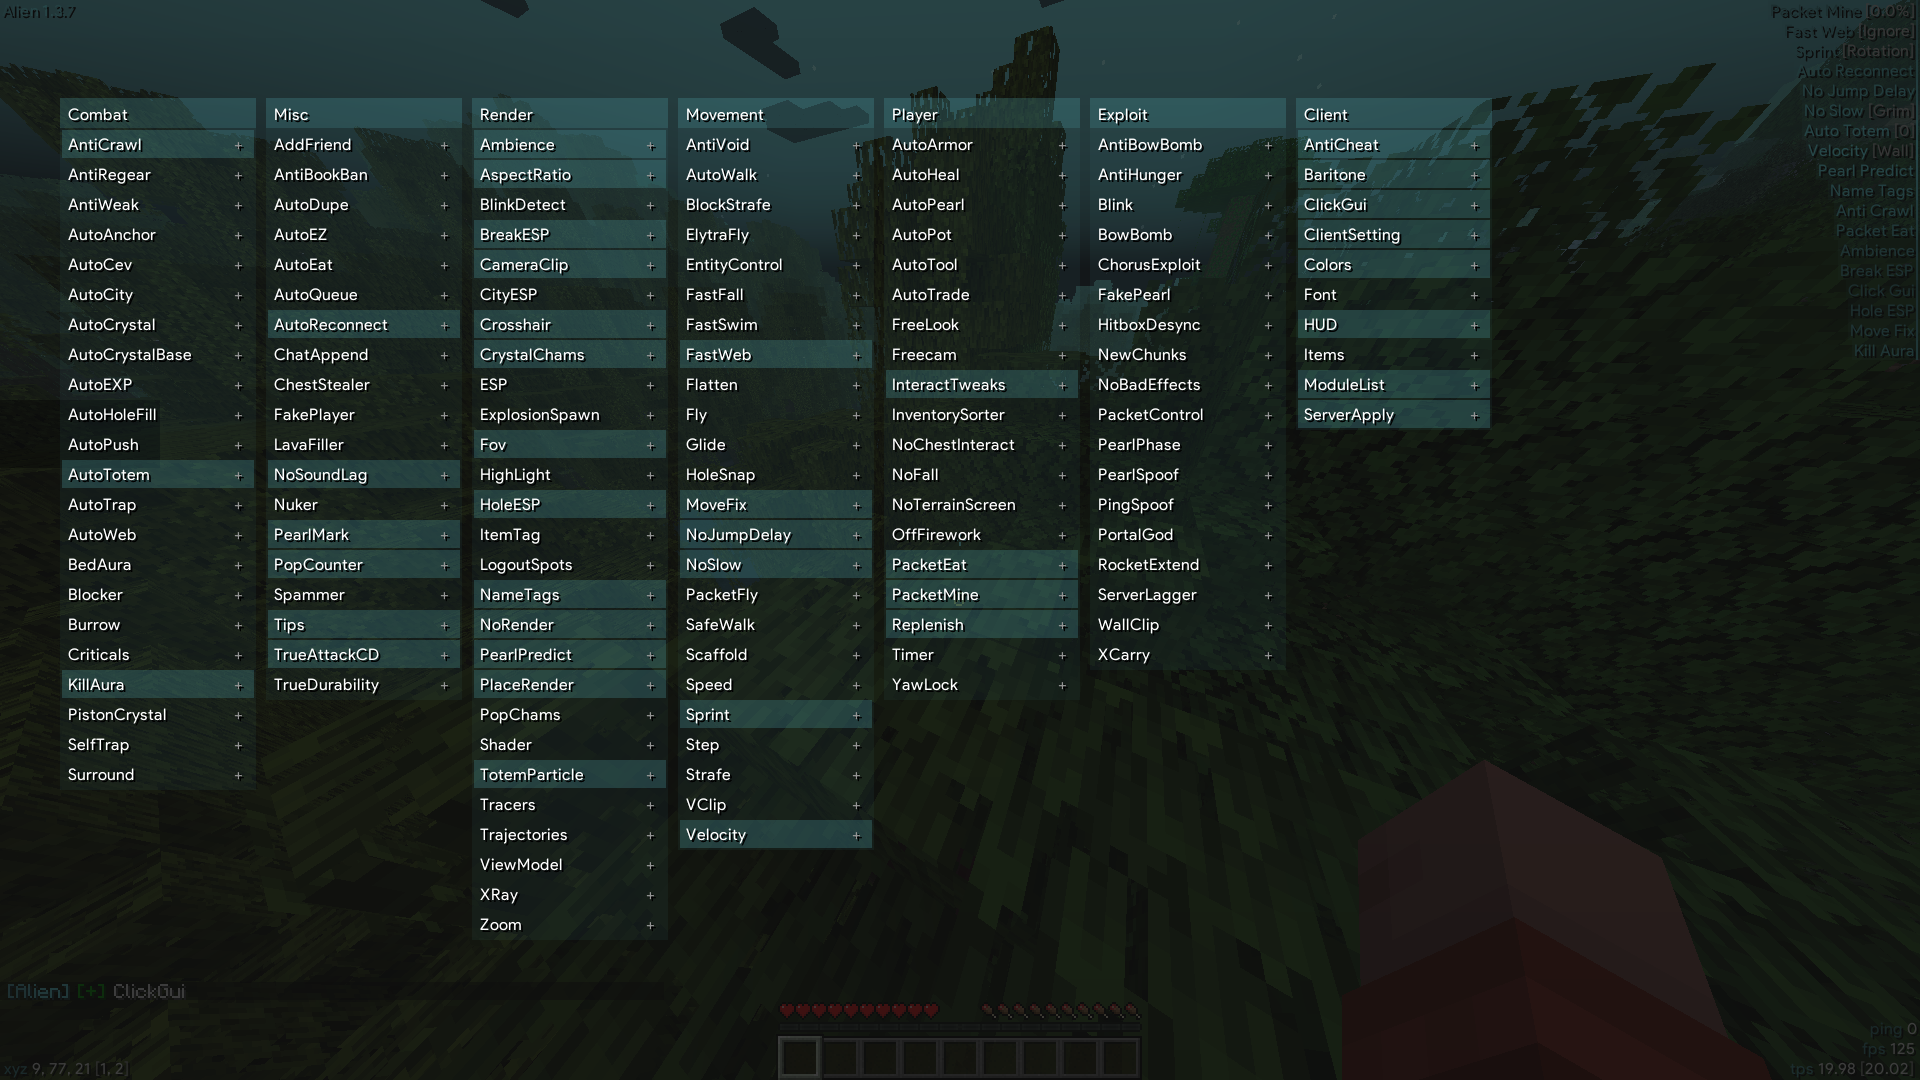 Alien 1.3.7
Packet Mine [0.0%]
Fast Web [Ignore]
Sprint [Rotation]
Auto Reconnect
No Jump Delay
No Slow [Grim]
Auto Totem [0]
Velocity [Wall]
Pearl Predict
Name Tags
Anti Crawl
Packet Eat
Ambience
Break ESP
Click Gui
Hole ESP
Move Fix
Kill Aura
Combat
AntiCrawl +
AntiRegear +
AntiWeak +
AutoAnchor +
AutoCev +
AutoCity +
AutoCrystal +
AutoCrystalBase +
AutoEXP +
AutoHoleFill +
AutoPush +
AutoTotem +
AutoTrap +
AutoWeb +
BedAura +
Blocker +
Burrow +
Criticals +
KillAura +
PistonCrystal +
SelfTrap +
Surround +
Misc
AddFriend +
AntiBookBan +
AutoDupe +
AutoEZ +
AutoEat +
AutoQueue +
AutoReconnect +
ChatAppend +
ChestStealer +
FakePlayer +
LavaFiller +
NoSoundLag +
Nuker +
PearlMark +
PopCounter +
Spammer +
Tips +
TrueAttackCD +
TrueDurability +
Render
Ambience +
AspectRatio +
BlinkDetect +
BreakESP +
CameraClip +
CityESP +
Crosshair +
CrystalChams +
ESP +
ExplosionSpawn +
Fov +
HighLight +
HoleESP +
ItemTag +
LogoutSpots +
NameTags +
NoRender +
PearlPredict +
PlaceRender +
PopChams +
Shader +
TotemParticle +
Tracers +
Trajectories +
ViewModel +
XRay +
Zoom +
Movement
AntiVoid +
AutoWalk +
BlockStrafe +
ElytraFly +
EntityControl +
FastFall +
FastSwim +
FastWeb +
Flatten +
Fly +
Glide +
HoleSnap +
MoveFix +
NoJumpDelay +
NoSlow +
PacketFly +
SafeWalk +
Scaffold +
Speed +
Sprint +
Step +
Strafe +
VClip +
Velocity +
Player
AutoArmor +
AutoHeal +
AutoPearl +
AutoPot +
AutoTool +
AutoTrade +
FreeLook +
Freecam +
InteractTweaks +
InventorySorter +
NoChestInteract +
NoFall +
NoTerrainScreen +
OffFirework +
PacketEat +
PacketMine +
Replenish +
Timer +
YawLock +
Exploit
AntiBowBomb +
AntiHunger +
Blink +
BowBomb +
ChorusExploit +
FakePearl +
HitboxDesync +
NewChunks +
NoBadEffects +
PacketControl +
PearlPhase +
PearlSpoof +
PingSpoof +
PortalGod +
RocketExtend +
ServerLagger +
WallClip +
XCarry +
Client
AntiCheat +
Baritone +
ClickGui +
ClientSetting +
Colors +
Font +
HUD +
Items +
ModuleList +
ServerApply +
[Alien] [+] ClickGui
xyz 9, 77, 21 [1, 2]
ping 0
fps 125
tps 19.98 [20.02]